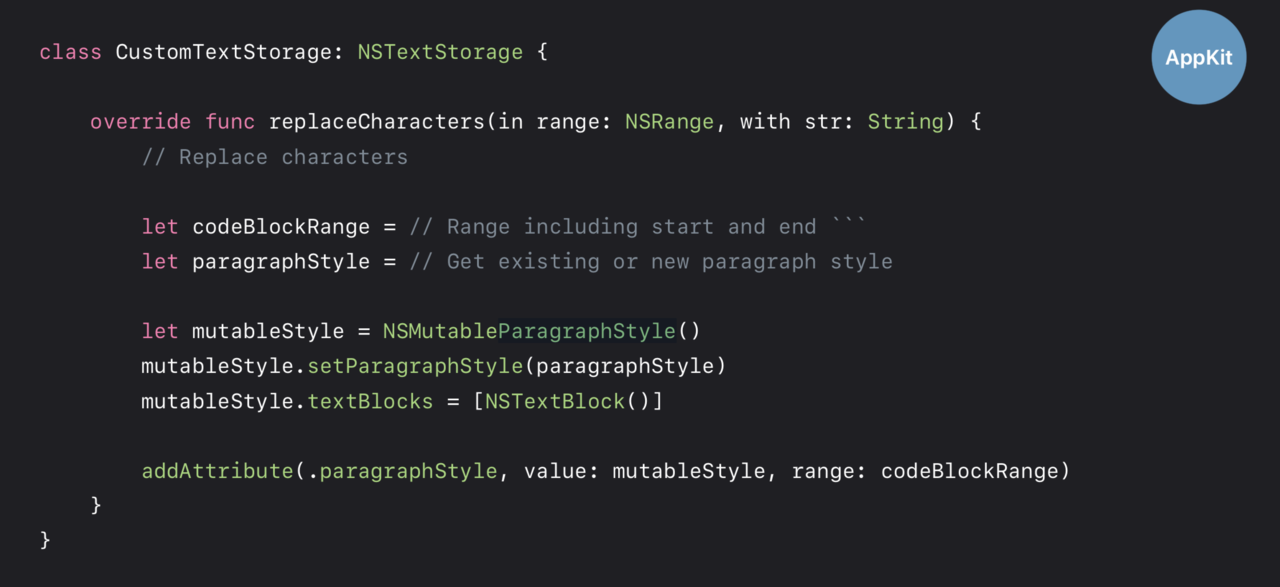 class CustomTextStorage: NSTextStorage {
AppKit
override func replaceCharacters(in range: NSRange, with str: String) {
// Replace characters
let codeBlockRange = // Range including start and end ```
let paragraphStyle = // Get existing or new paragraph style
let mutableStyle = NSMutableParagraphStyle()
mutableStyle.setParagraphStyle(paragraphStyle)
mutableStyle.textBlocks = [NSTextBlock()]
addAttribute(.paragraphStyle, value: mutableStyle, range: codeBlockRange)
}
}